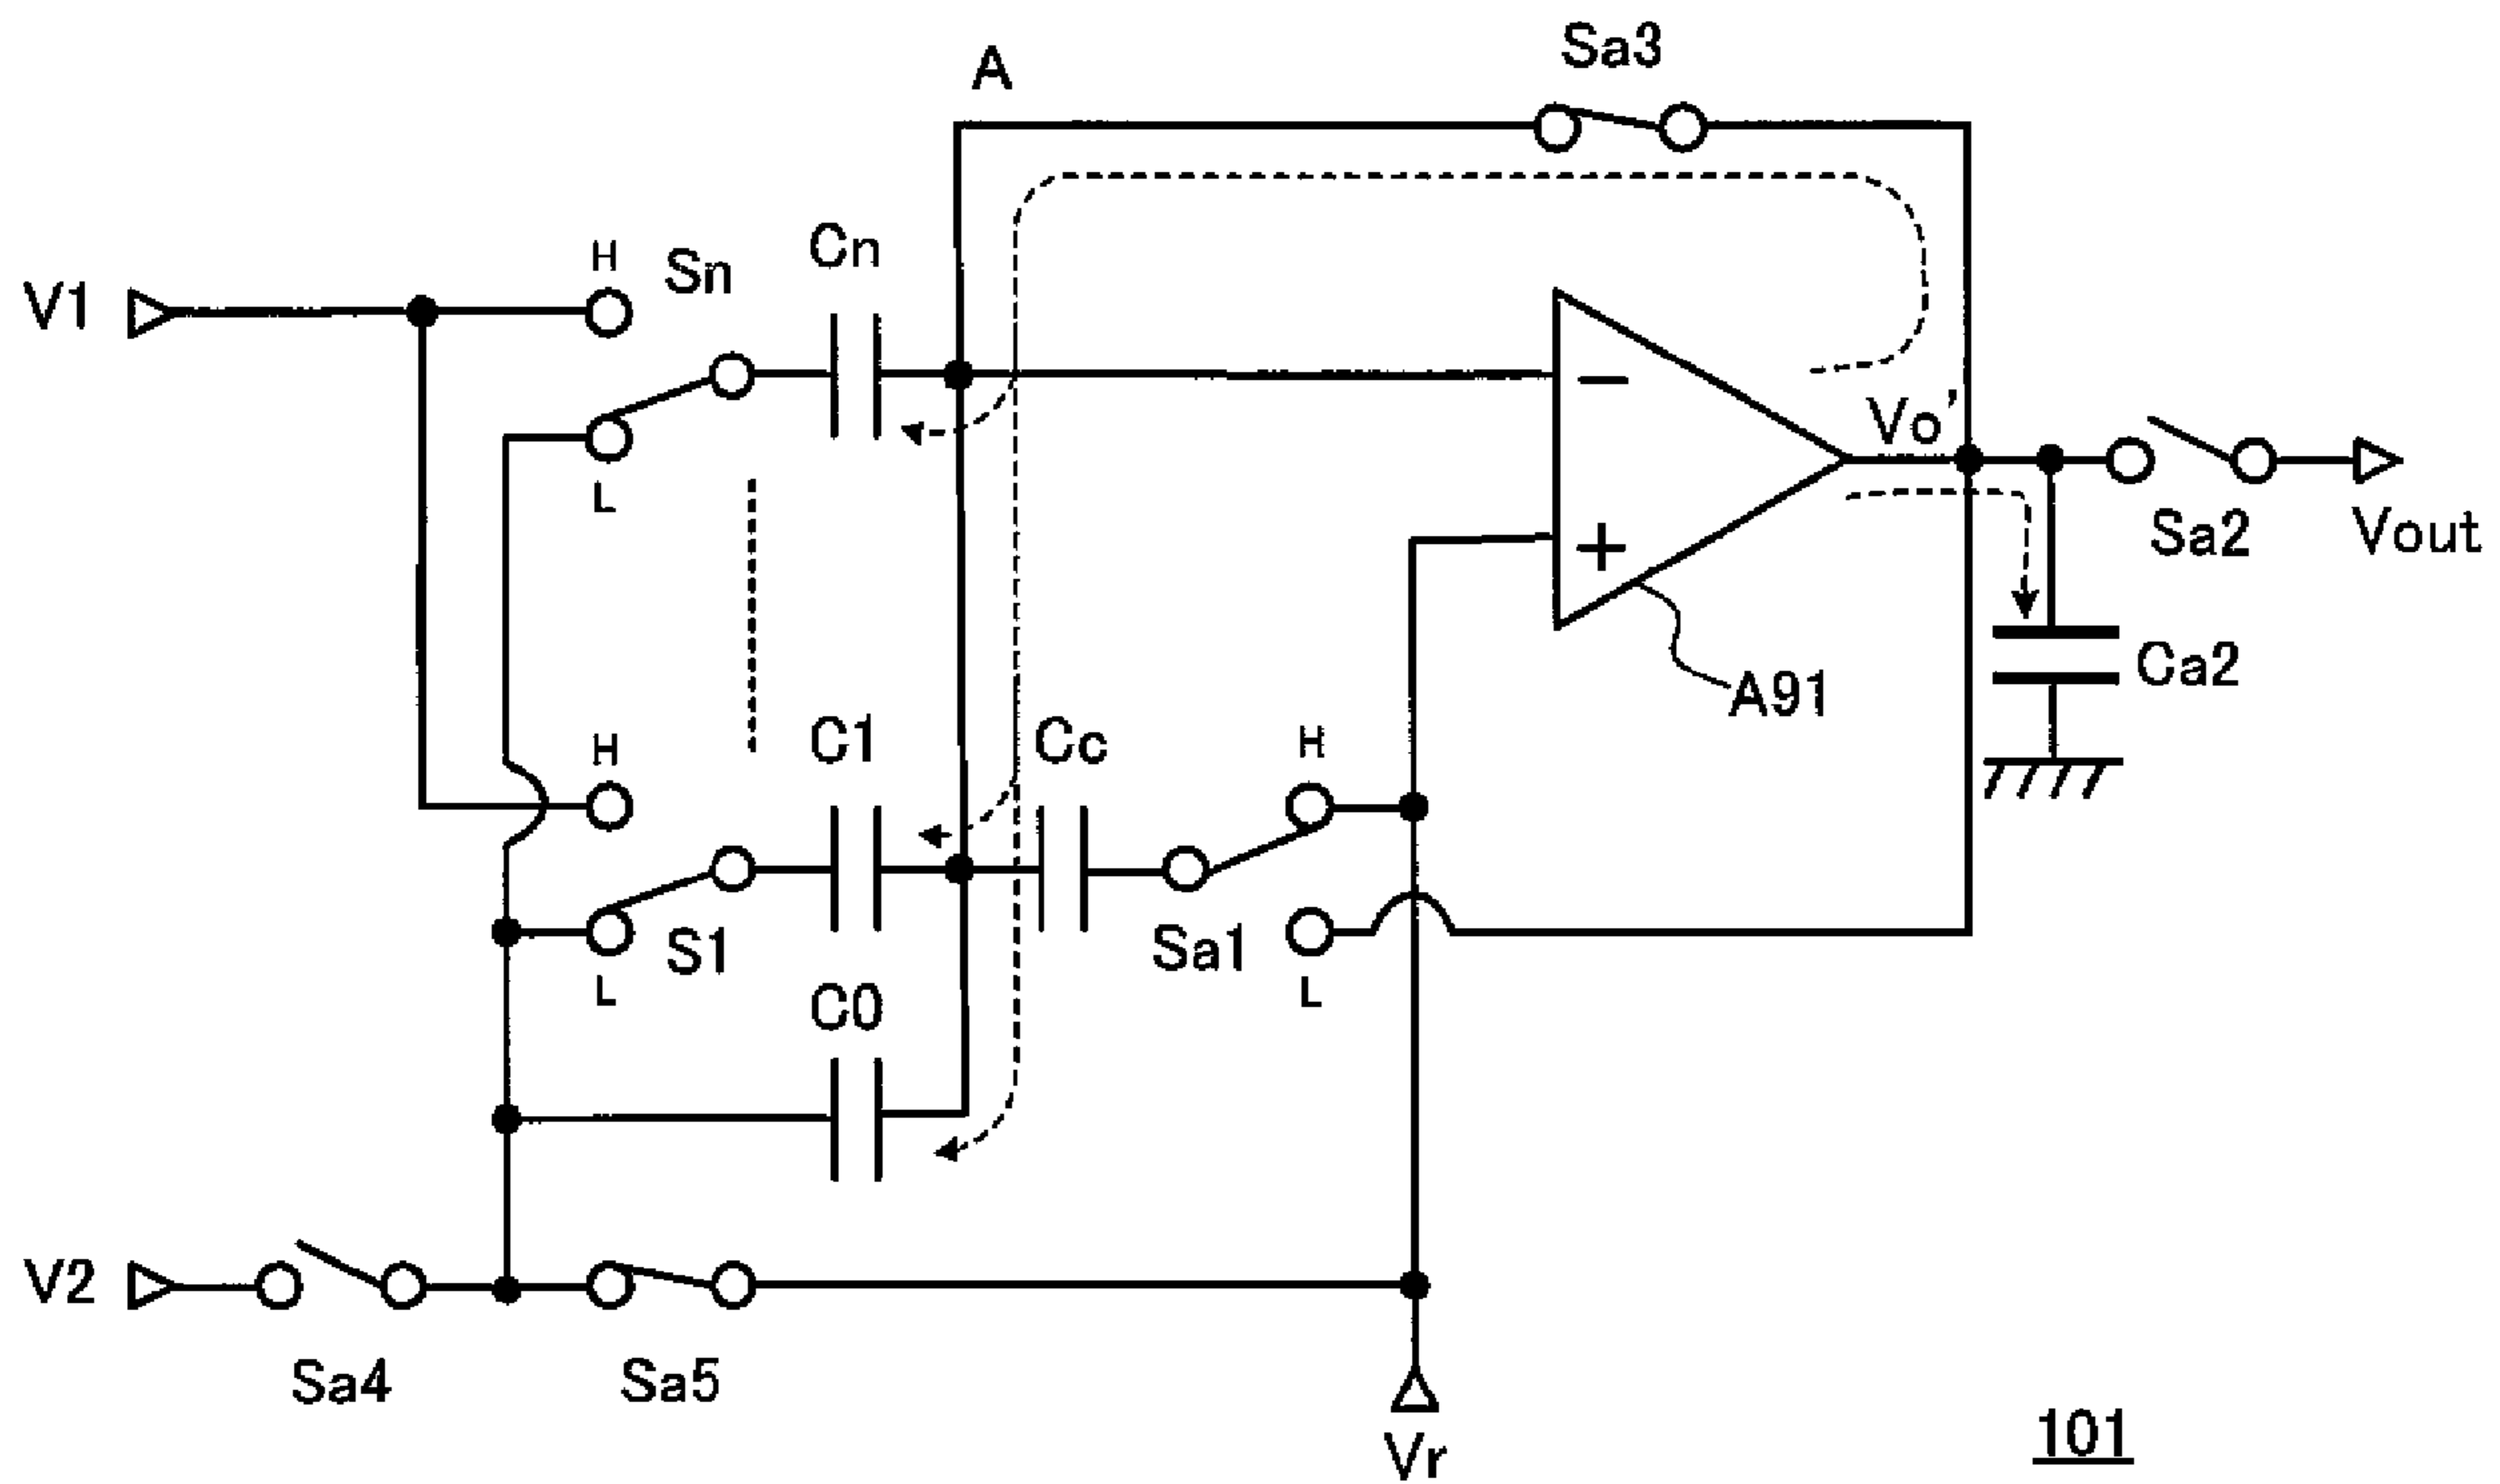 Sa3
A
Cn
H
Sn
V1
−
Vo'
L
Sa2
Vout
+
Ca2
A91
C1
Cc
H
H
S1
Sa1
L
L
C0
V2
Sa4
Sa5
Vr
101